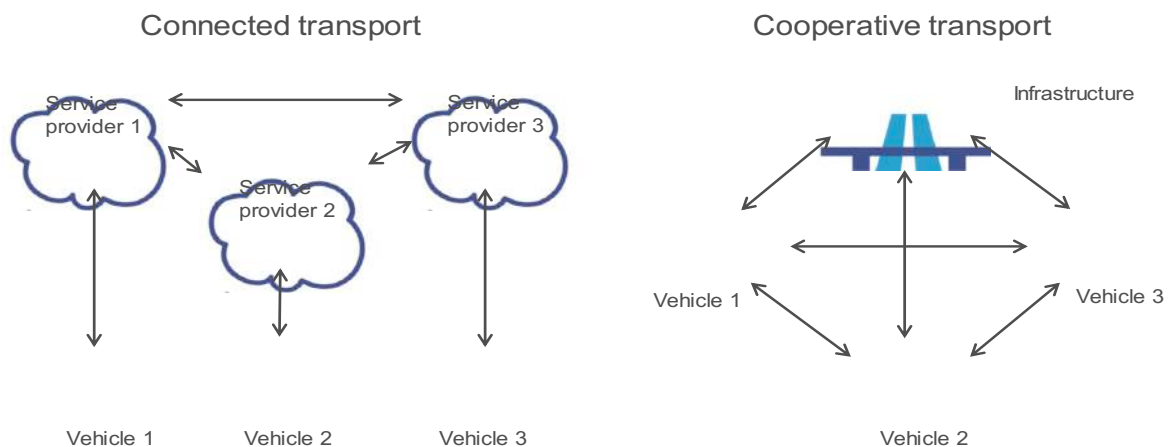 Connected transport
Cooperative transport
Service
provider 1
Service
provider 3
Service
provider 2
Infrastructure
Vehicle 1
Vehicle 3
Vehicle 1
Vehicle 2
Vehicle 3
Vehicle 2